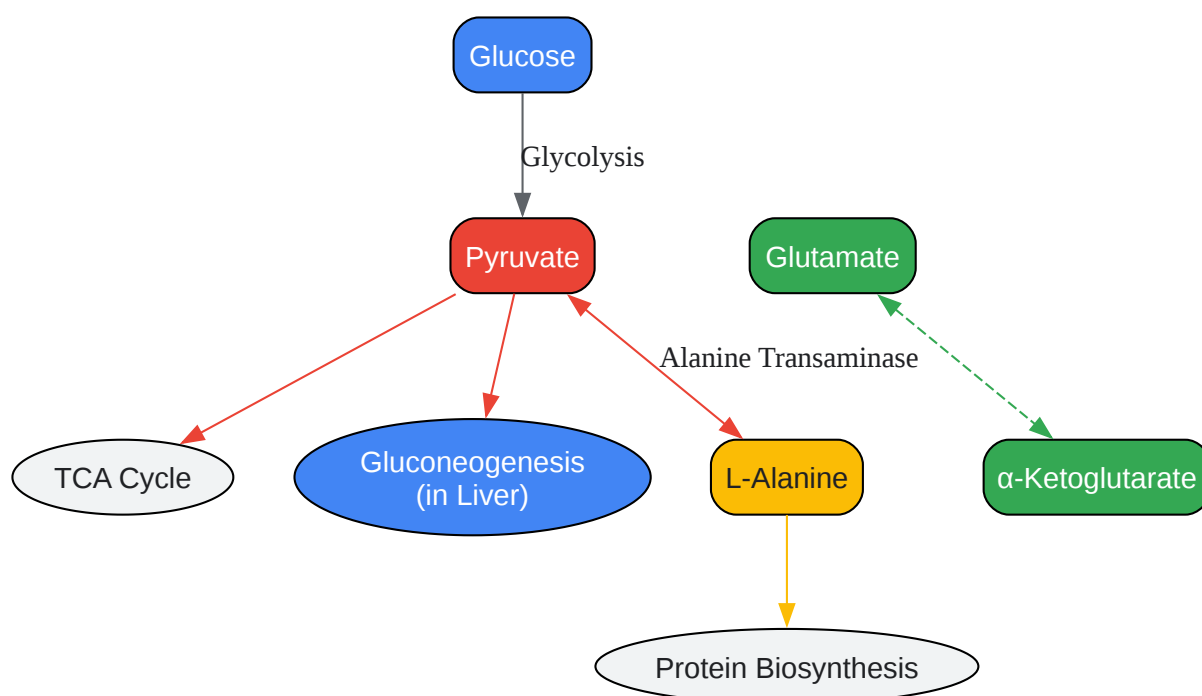 Glucose
Glycolysis
Pyruvate
Glutamate
Alanine Transaminase
TCA Cycle
Gluconeogenesis
(in Liver)
L-Alanine
α-Ketoglutarate
Protein Biosynthesis